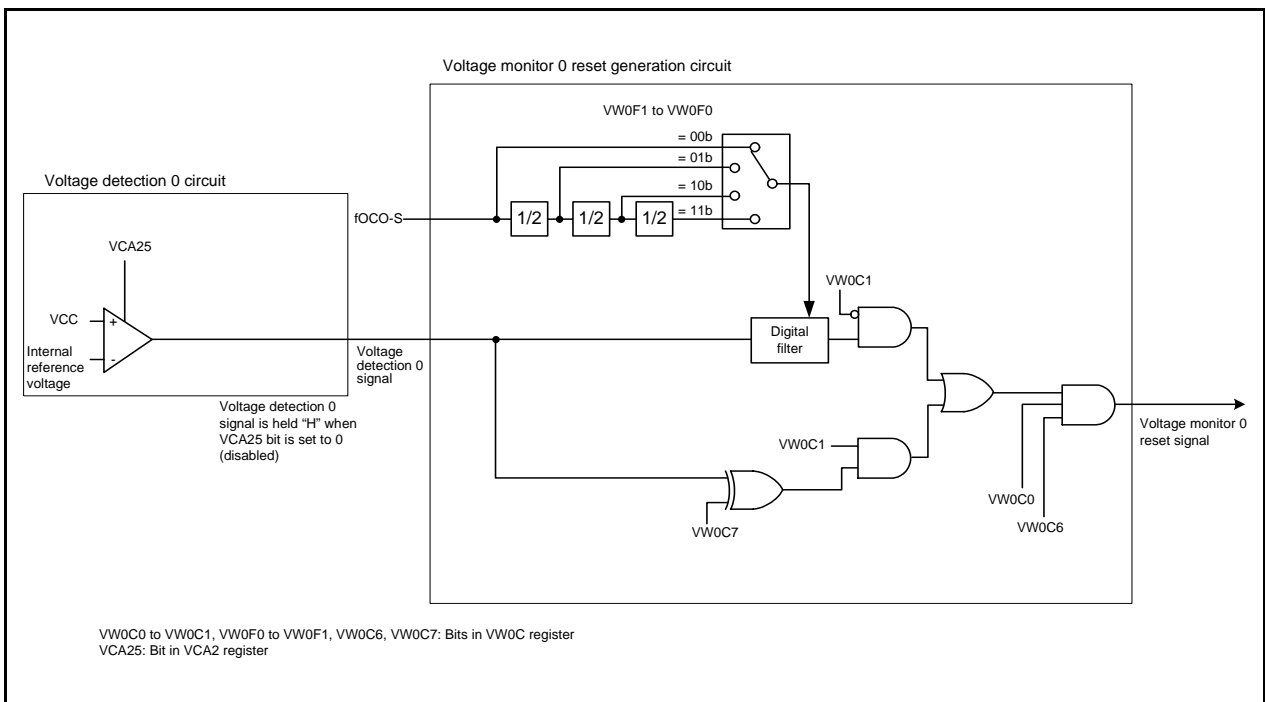 Voltage monitor 0 reset generation circuit
VW0F1 to VW0F0
= 00b
= 01b
= 10b
= 11b
fOCO-S
1/2
1/2
1/2
Voltage detection 0 circuit
VCA25
VCC
+
Internal
reference
voltage
-
Voltage
detection 0
signal
Voltage detection 0
signal is held “H” when
VCA25 bit is set to 0
(disabled)
Digital
filter
VW0C1
VW0C1
VW0C7
VW0C0
VW0C6
Voltage monitor 0
reset signal
VW0C0 to VW0C1, VW0F0 to VW0F1, VW0C6, VW0C7: Bits in VW0C register
VCA25: Bit in VCA2 register